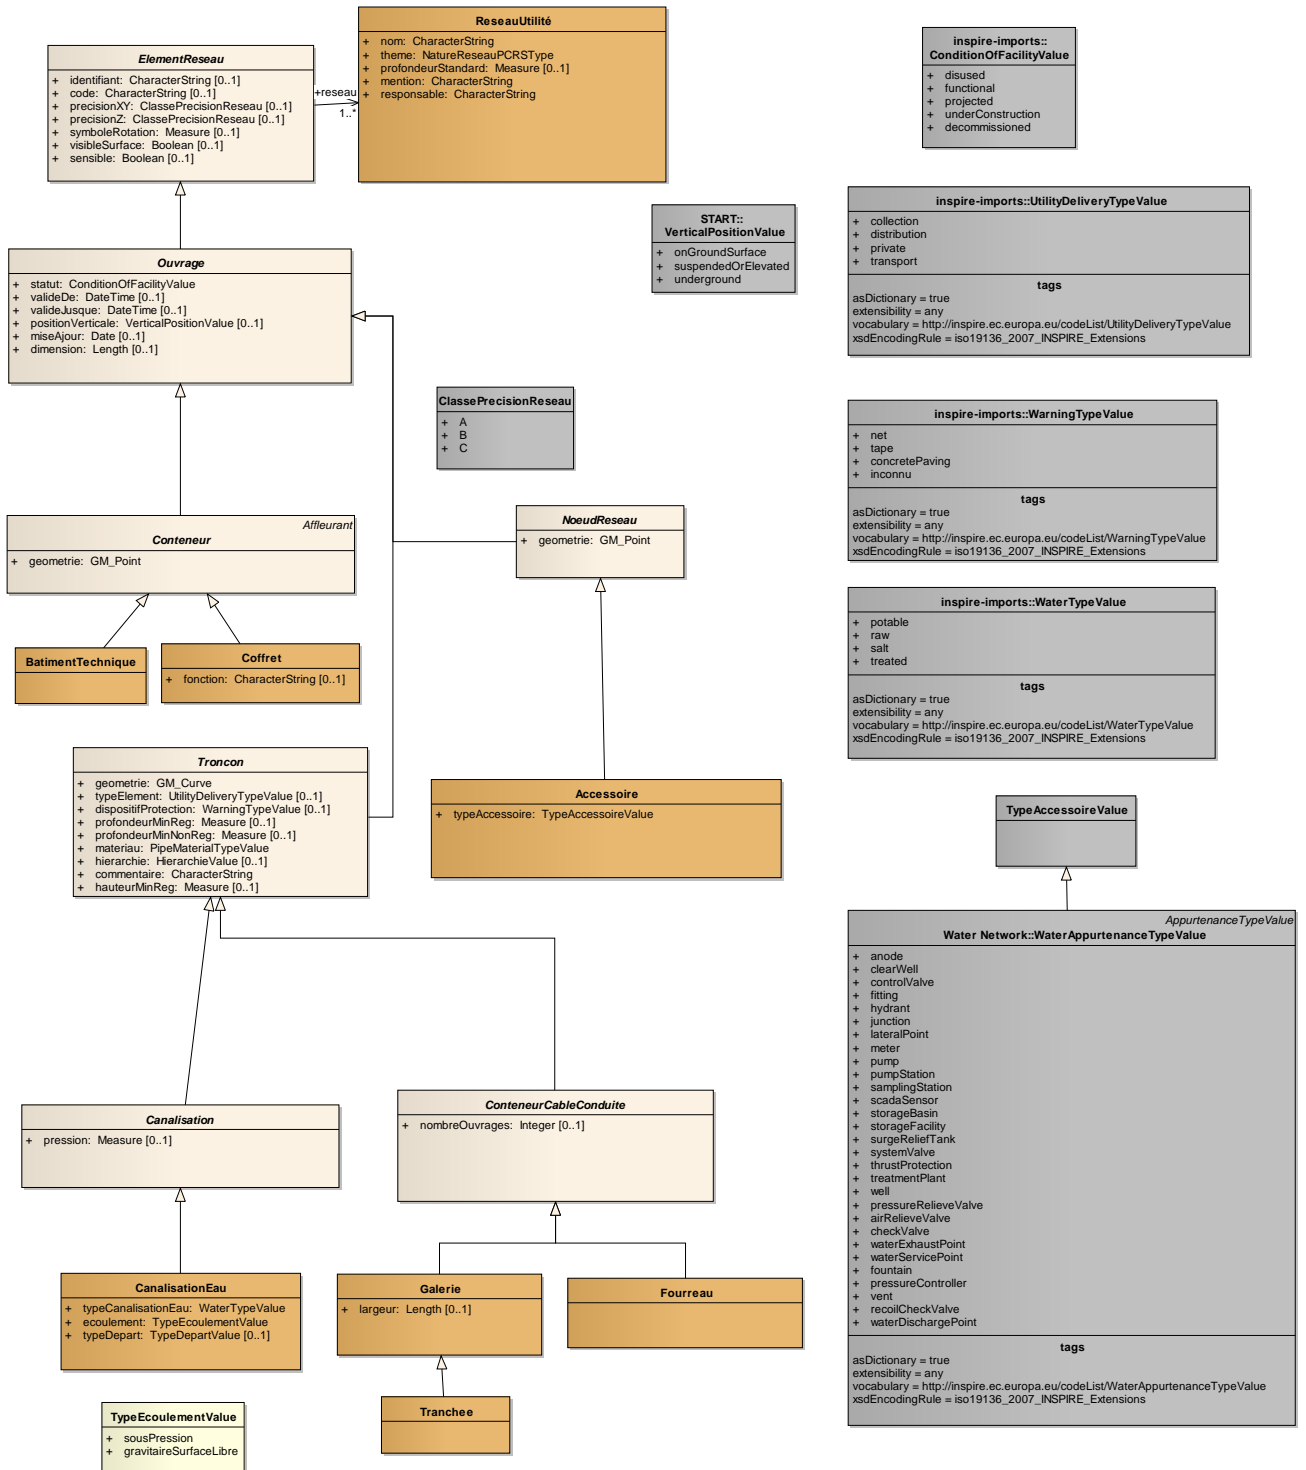 ElementReseau
+ identifiant: CharacterString [0..1]
+ code: CharacterString [0..1]
+ precisionXY: ClassePrecisionReseau [0..1]
+ precisionZ: ClassePrecisionReseau [0..1]
+ symboleRotation: Measure [0..1]
+ visibleSurface: Boolean [0..1]
+ sensible: Boolean [0..1]
+reseau
1..*
ReseauUtilité
+ nom: CharacterString
+ theme: NatureReseauPCRSType
+ profondeurStandard: Measure [0..1]
+ mention: CharacterString
+ responsable: CharacterString
inspire-imports::
ConditionOfFacilityValue
+ disused
+ functional
+ projected
+ underConstruction
+ decommissioned
START::
VerticalPositionValue
+ onGroundSurface
+ suspendedOrElevated
+ underground
inspire-imports::UtilityDeliveryTypeValue
+ collection
+ distribution
+ private
+ transport
tags
asDictionary = true
extensibility = any
vocabulary = http://inspire.ec.europa.eu/codeList/UtilityDeliveryTypeValue
xsdEncodingRule = iso19136_2007_INSPIRE_Extensions
Ouvrage
+ statut: ConditionOfFacilityValue
+ valideDe: DateTime [0..1]
+ valideJusque: DateTime [0..1]
+ positionVerticale: VerticalPositionValue [0..1]
+ miseAjour: Date [0..1]
+ dimension: Length [0..1]
ClassePrecisionReseau
+ A
+ B
+ C
inspire-imports::WarningTypeValue
+ net
+ tape
+ concretePaving
+ inconnu
tags
asDictionary = true
extensibility = any
vocabulary = http://inspire.ec.europa.eu/codeList/WarningTypeValue
xsdEncodingRule = iso19136_2007_INSPIRE_Extensions
Affleurant
Conteneur
+ geometrie: GM_Point
NoeudReseau
+ geometrie: GM_Point
inspire-imports::WaterTypeValue
+ potable
+ raw
+ salt
+ treated
tags
asDictionary = true
extensibility = any
vocabulary = http://inspire.ec.europa.eu/codeList/WaterTypeValue
xsdEncodingRule = iso19136_2007_INSPIRE_Extensions
BatimentTechnique
Coffret
+ fonction: CharacterString [0..1]
Troncon
+ geometrie: GM_Curve
+ typeElement: UtilityDeliveryTypeValue [0..1]
+ dispositifProtection: WarningTypeValue [0..1]
+ profondeurMinReg: Measure [0..1]
+ profondeurMinNonReg: Measure [0..1]
+ materiau: PipeMaterialTypeValue
+ hierarchie: HierarchieValue [0..1]
+ commentaire: CharacterString
+ hauteurMinReg: Measure [0..1]
Accessoire
+ typeAccessoire: TypeAccessoireValue
TypeAccessoireValue
AppurtenanceTypeValue
Water Network::WaterAppurtenanceTypeValue
+ anode
+ clearWell
+ controlValve
+ fitting
+ hydrant
+ junction
+ lateralPoint
+ meter
+ pump
+ pumpStation
+ samplingStation
+ scadaSensor
+ storageBasin
+ storageFacility
+ surgeReliefTank
+ systemValve
+ thrustProtection
+ treatmentPlant
+ well
+ pressureRelieveValve
+ airRelieveValve
+ checkValve
+ waterExhaustPoint
+ waterServicePoint
+ fountain
+ pressureController
+ vent
+ recoilCheckValve
+ waterDischargePoint
tags
asDictionary = true
extensibility = any
vocabulary = http://inspire.ec.europa.eu/codeList/WaterAppurtenanceTypeValue
xsdEncodingRule = iso19136_2007_INSPIRE_Extensions
Canalisation
+ pression: Measure [0..1]
ConteneurCableConduite
+ nombreOuvrages: Integer [0..1]
CanalisationEau
+ typeCanalisationEau: WaterTypeValue
+ ecoulement: TypeEcoulementValue
+ typeDepart: TypeDepartValue [0..1]
Galerie
+ largeur: Length [0..1]
Fourreau
Tranchee
TypeEcoulementValue
+ sousPression
+ gravitaireSurfaceLibre